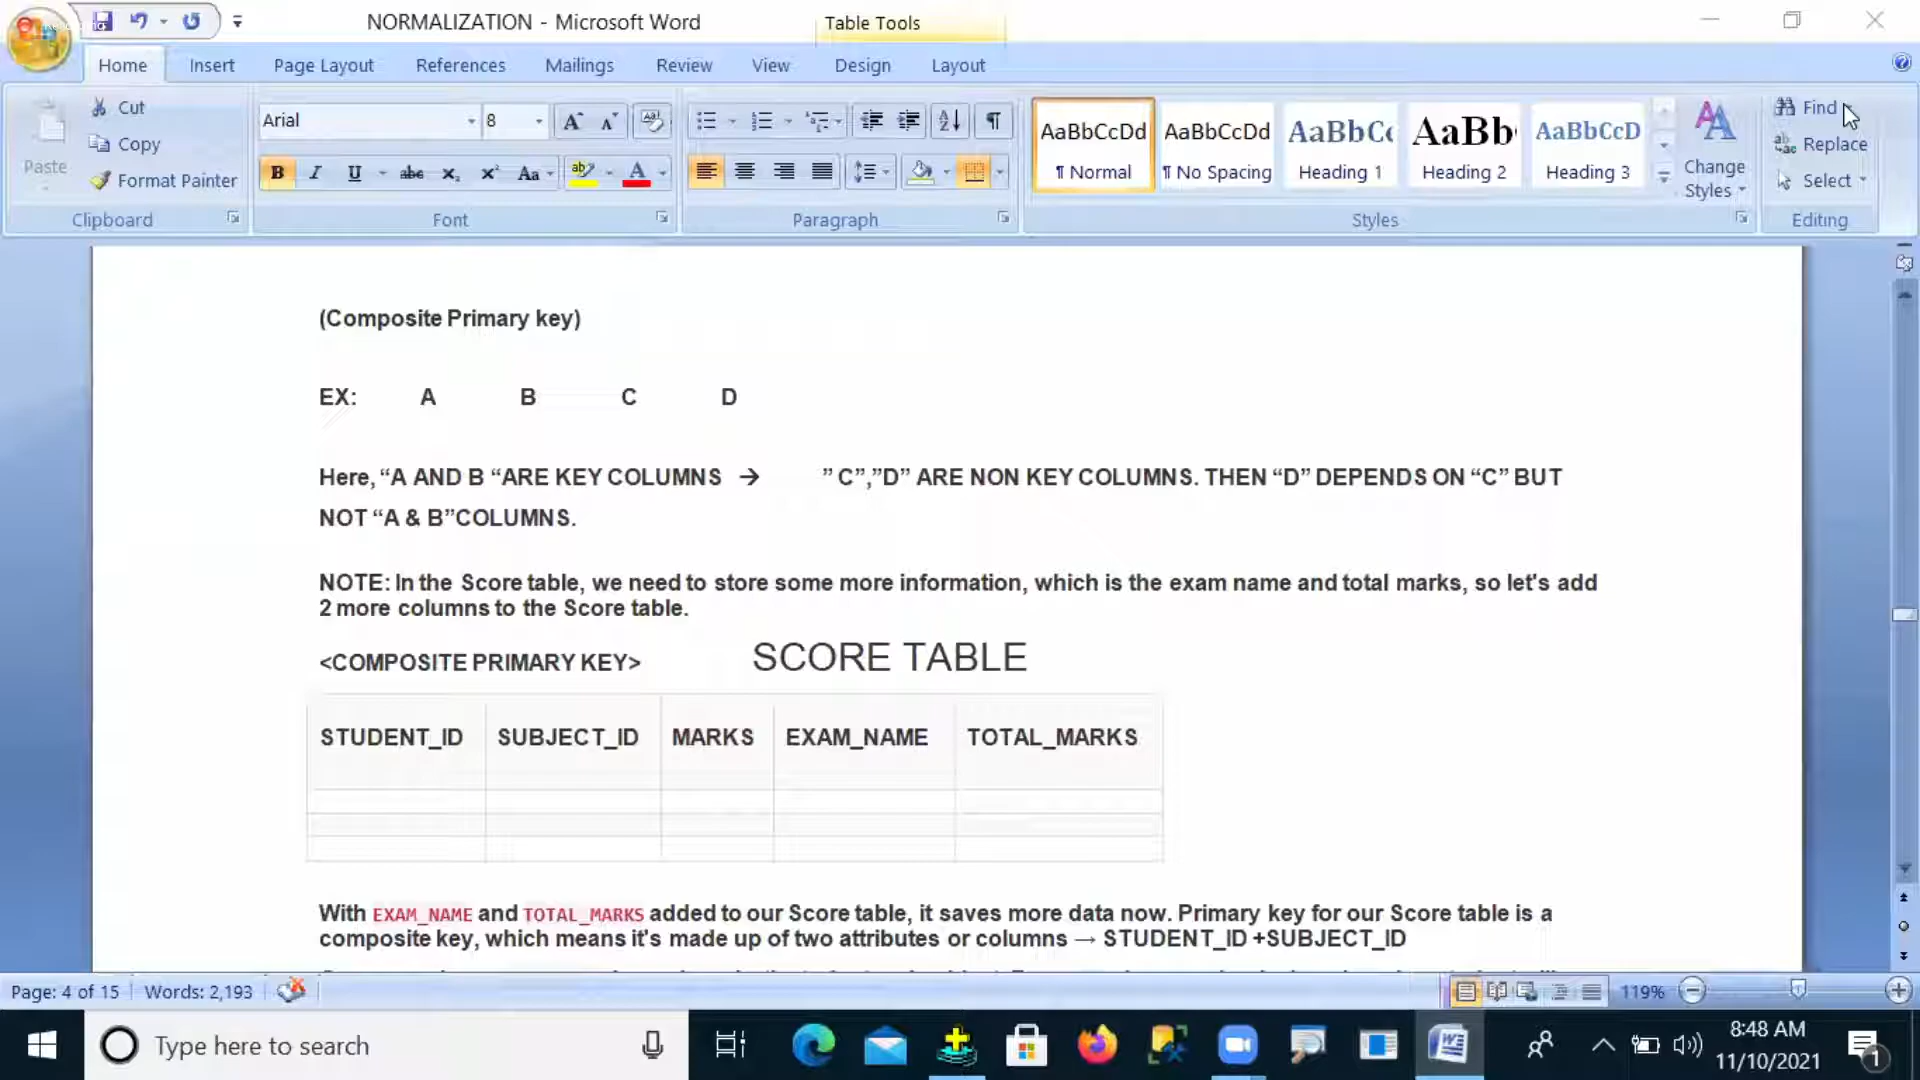 NORMALIZATION - Microsoft Word
Table Tools
Home Insert Page Layout References Mailings Review View Design Layout
Paste
Cut
Copy
Format Painter
Clipboard
Arial 8
B I U abc x₂ x² Aa
Font
Paragraph
AaBbCcDd AaBbCcDd AaBbCc AaBb AaBbCcD
¶ Normal ¶ No Spacing Heading 1 Heading 2 Heading 3
Change
Styles
Styles
Find
Replace
Select
Editing
(Composite Primary key)
EX: A B C D
Here, “A AND B “ARE KEY COLUMNS → ” C”,”D” ARE NON KEY COLUMNS. THEN “D” DEPENDS ON “C” BUT
NOT “A & B”COLUMNS.
NOTE: In the Score table, we need to store some more information, which is the exam name and total marks, so let's add
2 more columns to the Score table.
<COMPOSITE PRIMARY KEY> SCORE TABLE
STUDENT_ID SUBJECT_ID MARKS EXAM_NAME TOTAL_MARKS
With EXAM_NAME and TOTAL_MARKS added to our Score table, it saves more data now. Primary key for our Score table is a
composite key, which means it's made up of two attributes or columns → STUDENT_ID +SUBJECT_ID
Page: 4 of 15 Words: 2,193 119%
Type here to search
8:48 AM
11/10/2021
1